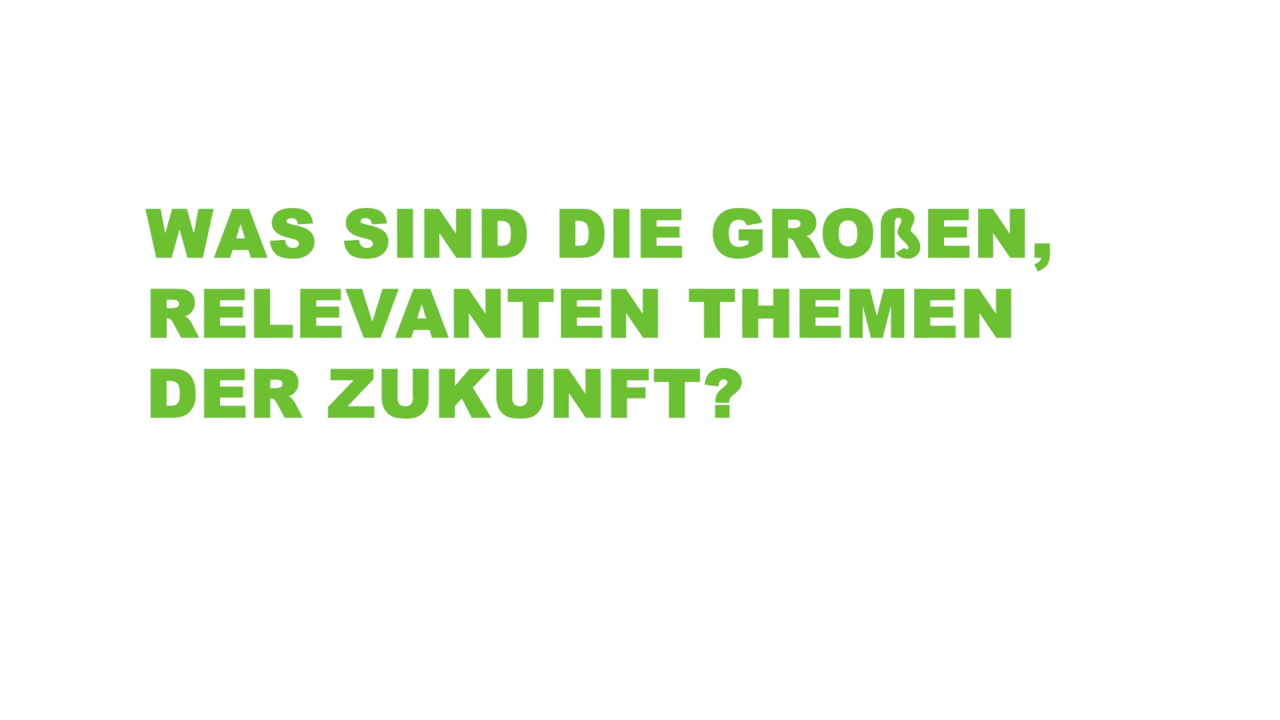 WAS SIND DIE GROßEN,
RELEVANTEN THEMEN
DER ZUKUNFT?